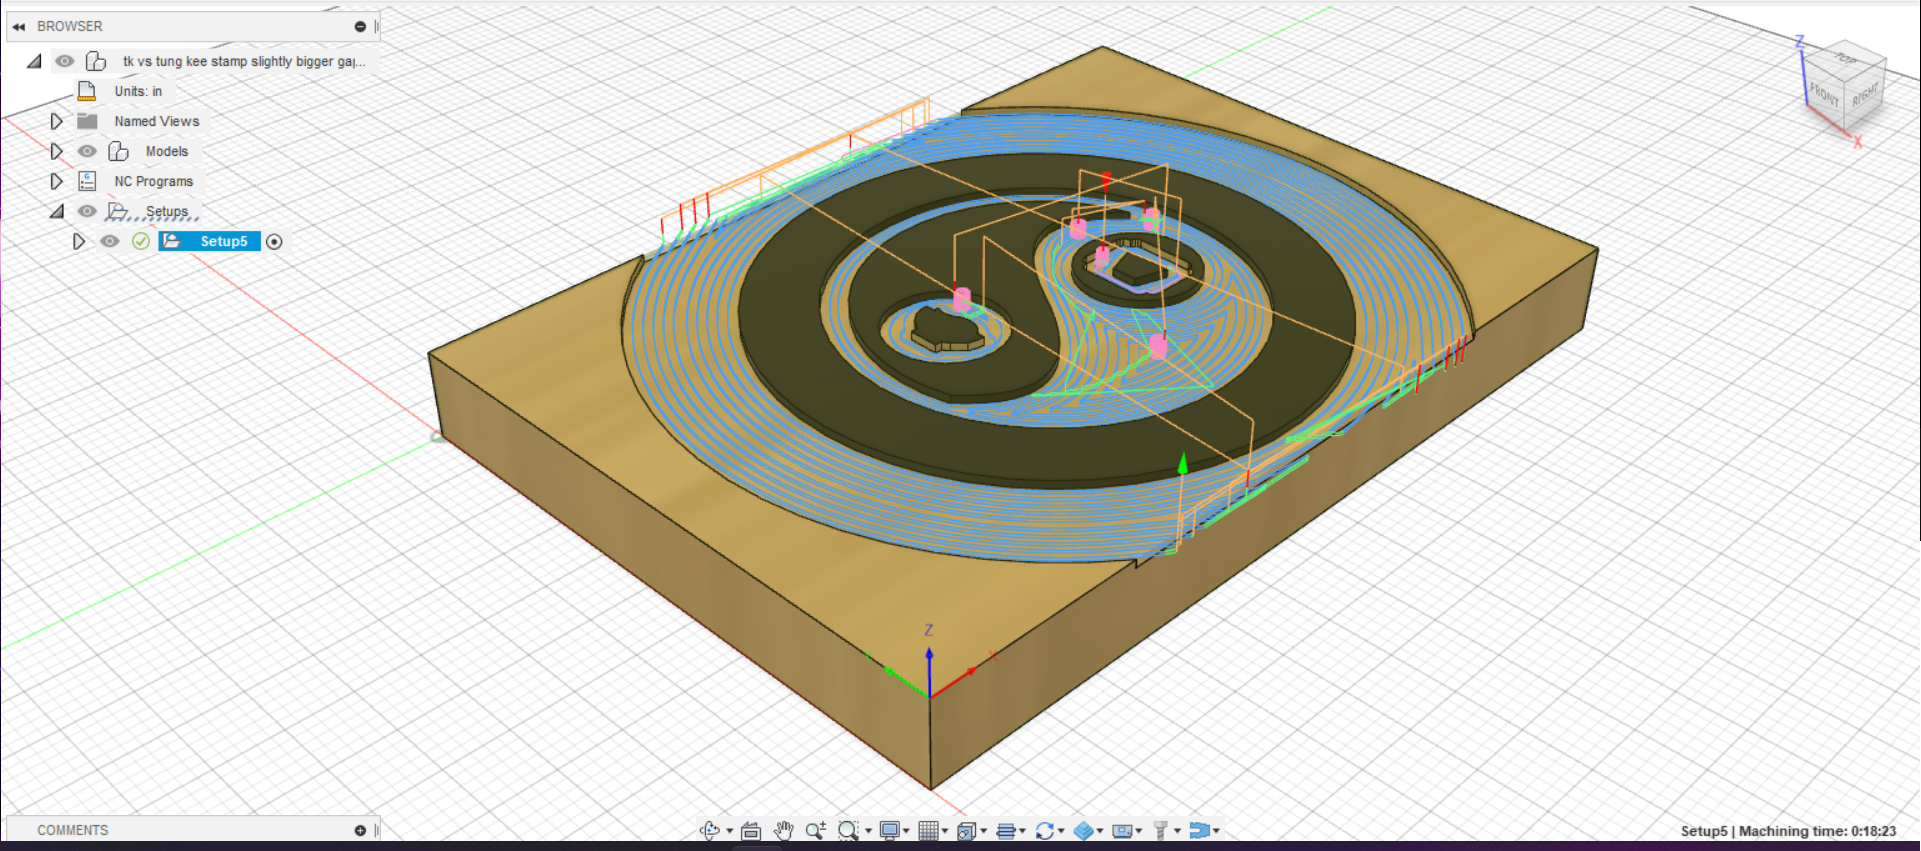 BROWSER
tk vs tung kee stamp slightly bigger gap...
Units: in
Named Views
Models
NC Programs
Setups
Setup5
Z
TOP
FRONT
RIGHT
X
Z
X
COMMENTS
Setup5 | Machining time: 0:18:23